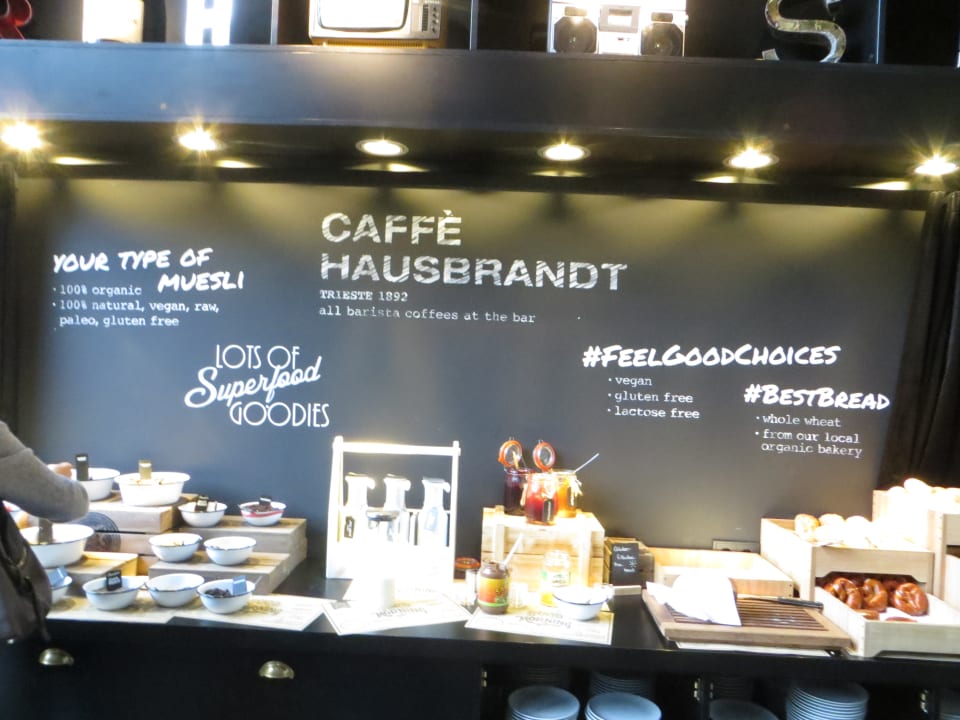 H
S
CAFFÈ
HAUSBRANDT
TRIESTE 1892
all barista coffees at the bar
YOUR TYPE OF
MUESLI
· 100% organic
· 100% natural, vegan, raw,
paleo, gluten free
LOTS OF
Superfood
GOODIES
#FEELGOODCHOICES
· vegan
· gluten free
· lactose free
#BESTBREAD
· whole wheat
· from our local
organic bakery